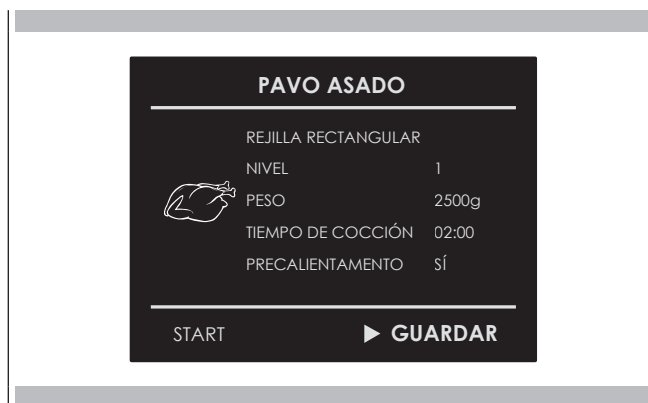 PAVO ASADO
REJILLA RECTANGULAR
NIVEL 1
PESO 2500g
TIEMPO DE COCCIÓN 02:00
PRECALIENTAMENTO SÍ
START ▶ GUARDAR